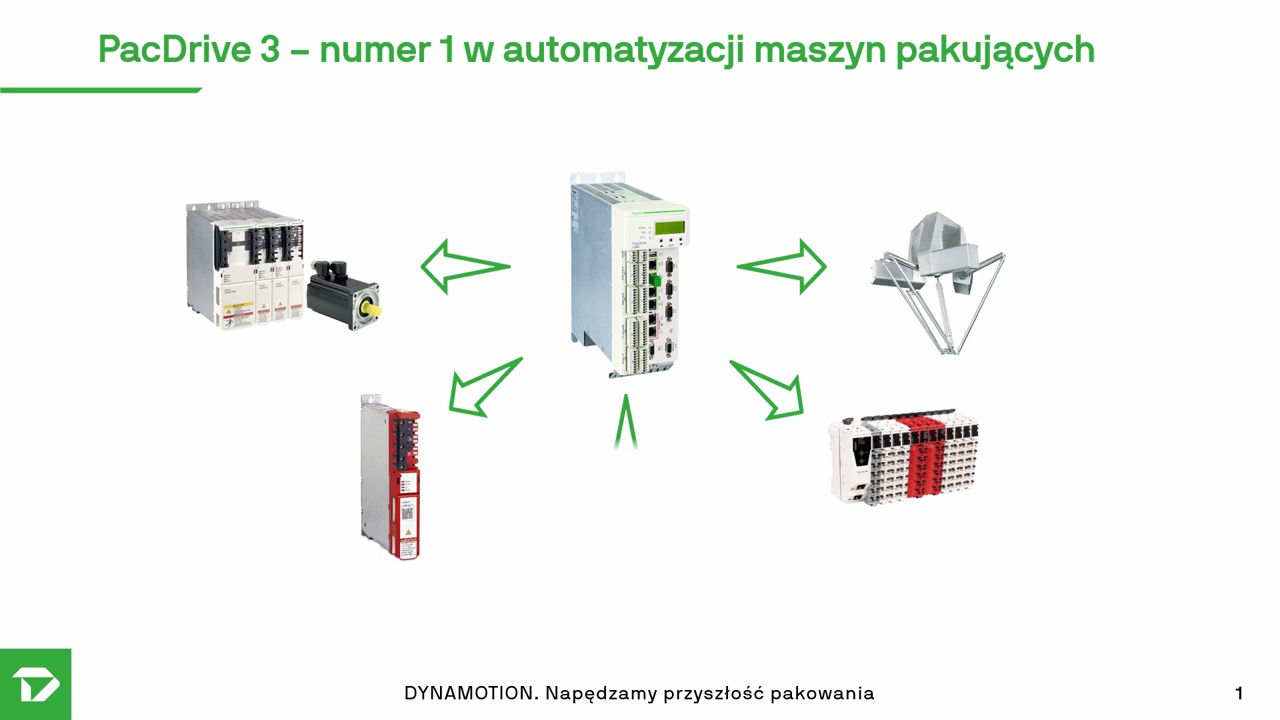 PacDrive 3 – numer 1 w automatyzacji maszyn pakujących
DYNAMOTION. Napędzamy przyszłość pakowania
1